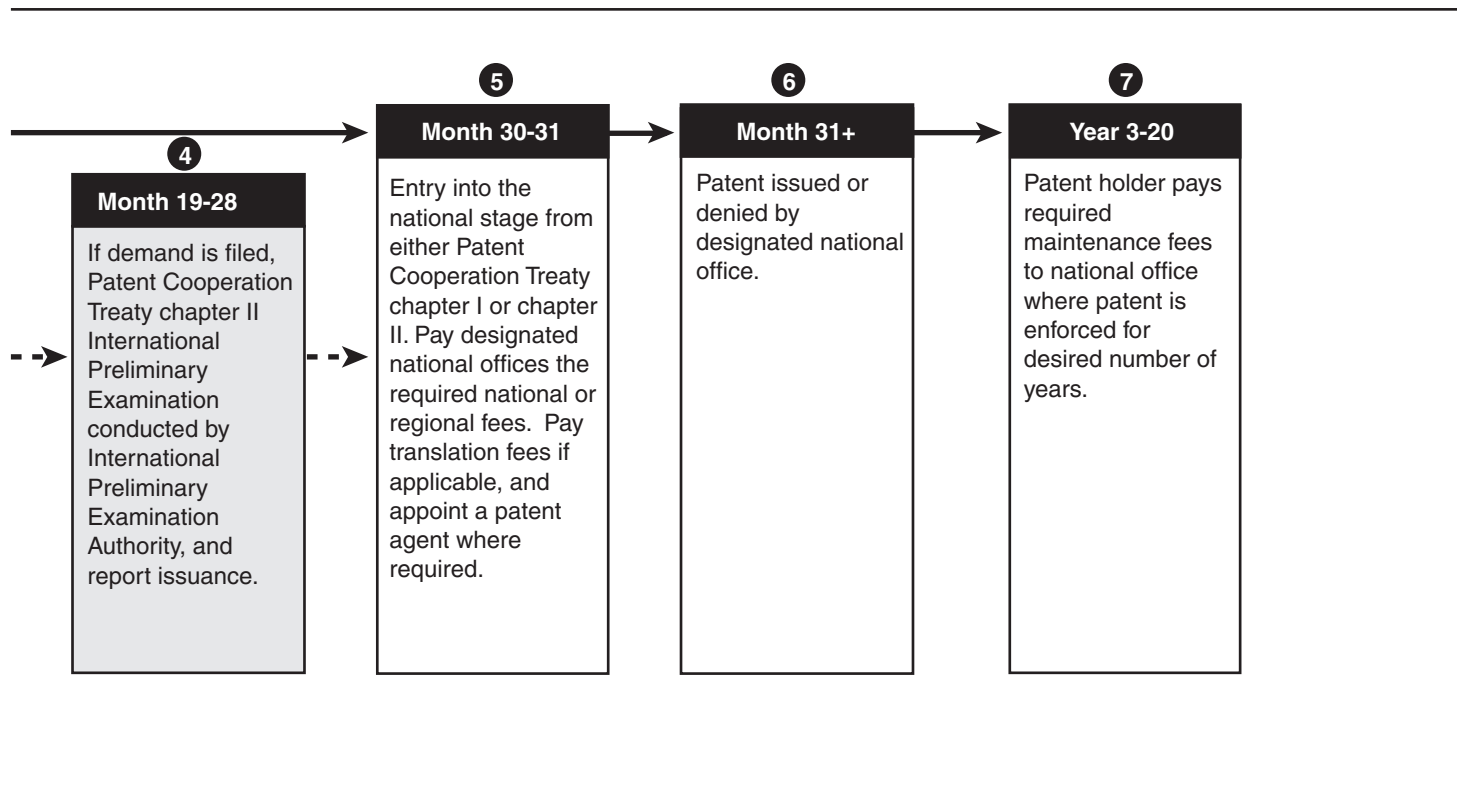 4
Month 19-28
If demand is filed,
Patent Cooperation
Treaty chapter II
International
Preliminary
Examination
conducted by
International
Preliminary
Examination
Authority, and
report issuance.
5
Month 30-31
Entry into the
national stage from
either Patent
Cooperation Treaty
chapter I or chapter
II. Pay designated
national offices the
required national or
regional fees.  Pay
translation fees if
applicable, and
appoint a patent
agent where
required.
6
Month 31+
Patent issued or
denied by
designated national
office.
7
Year 3-20
Patent holder pays
required
maintenance fees
to national office
where patent is
enforced for
desired number of
years.